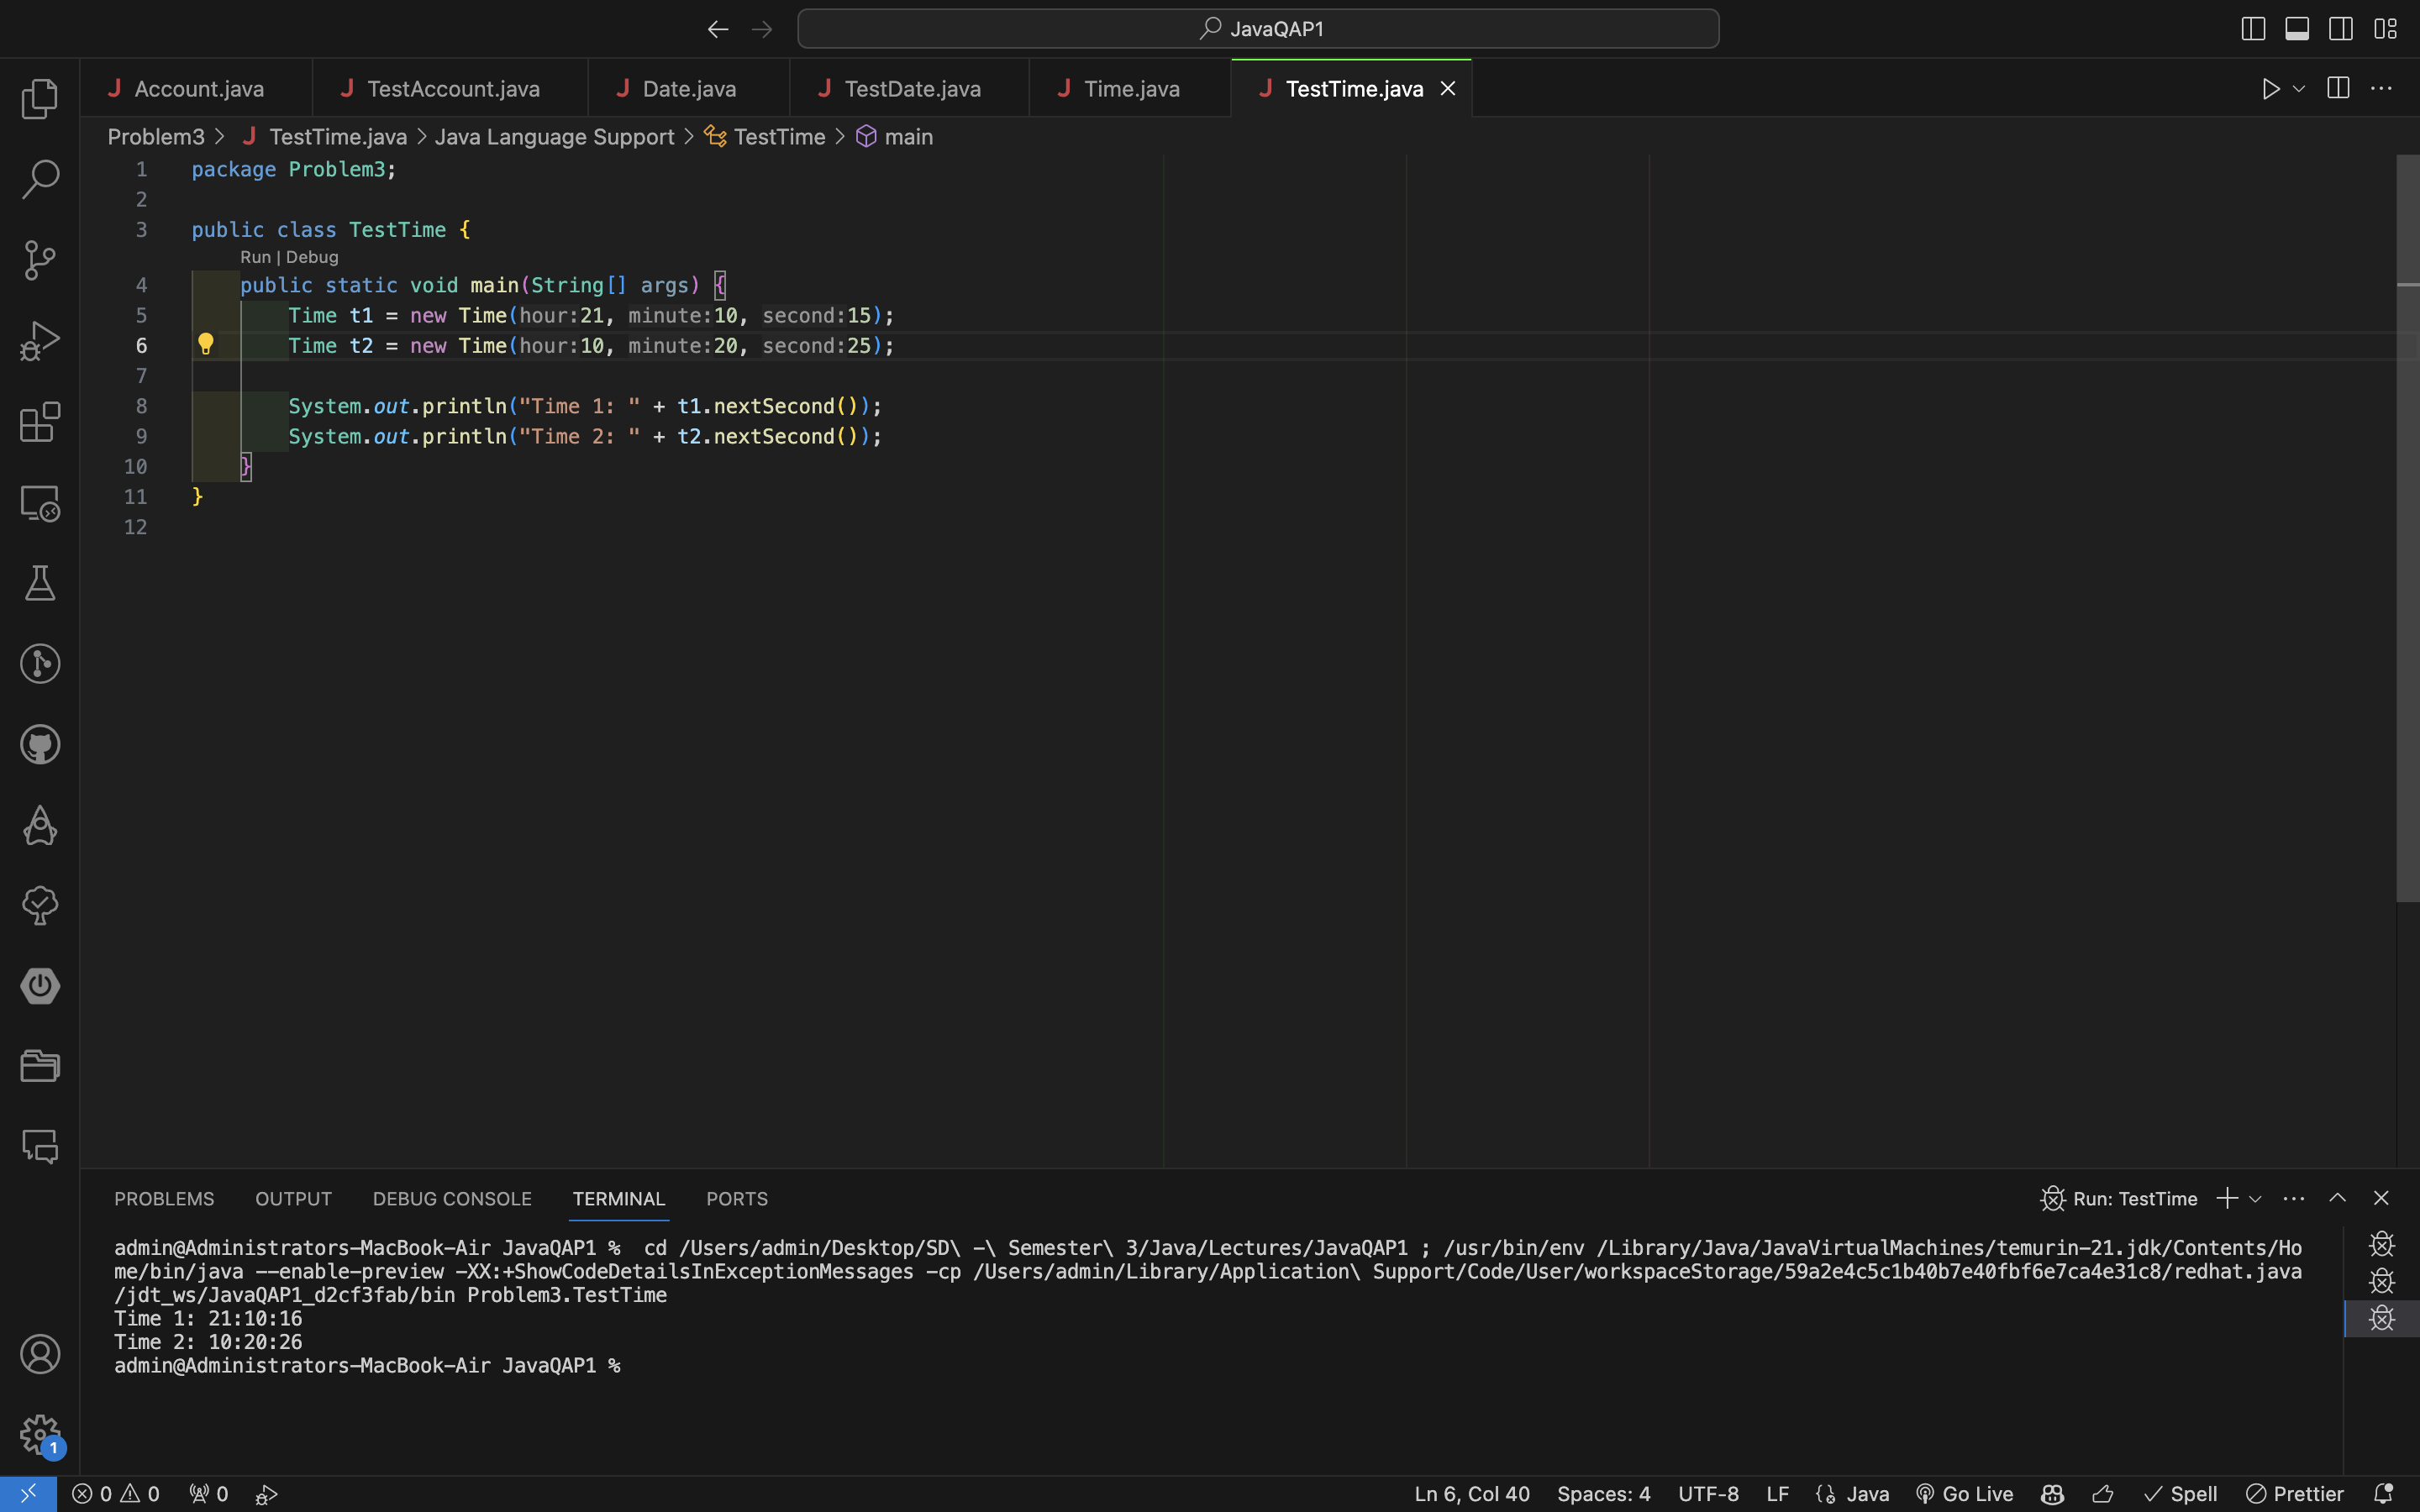 JavaQAP1
Account.java TestAccount.java Date.java TestDate.java Time.java TestTime.java
Problem3 > TestTime.java > Java Language Support > TestTime > main
1 package Problem3;
2
3 public class TestTime {
Run | Debug
4 public static void main(String[] args) {
5 Time t1 = new Time(hour:21, minute:10, second:15);
6 Time t2 = new Time(hour:10, minute:20, second:25);
7
8 System.out.println("Time 1: " + t1.nextSecond());
9 System.out.println("Time 2: " + t2.nextSecond());
10 }
11 }
12
PROBLEMS OUTPUT DEBUG CONSOLE TERMINAL PORTS Run: TestTime
admin@Administrators-MacBook-Air JavaQAP1 %  cd /Users/admin/Desktop/SD\ -\ Semester\ 3/Java/Lectures/JavaQAP1 ; /usr/bin/env /Library/Java/JavaVirtualMachines/temurin-21.jdk/Contents/Ho
me/bin/java --enable-preview -XX:+ShowCodeDetailsInExceptionMessages -cp /Users/admin/Library/Application\ Support/Code/User/workspaceStorage/59a2e4c5c1b40b7e40fbf6e7ca4e31c8/redhat.java
/jdt_ws/JavaQAP1_d2cf3fab/bin Problem3.TestTime
Time 1: 21:10:16
Time 2: 10:20:26
admin@Administrators-MacBook-Air JavaQAP1 %
1
0 0 0 Ln 6, Col 40 Spaces: 4 UTF-8 LF Java Go Live Spell Prettier